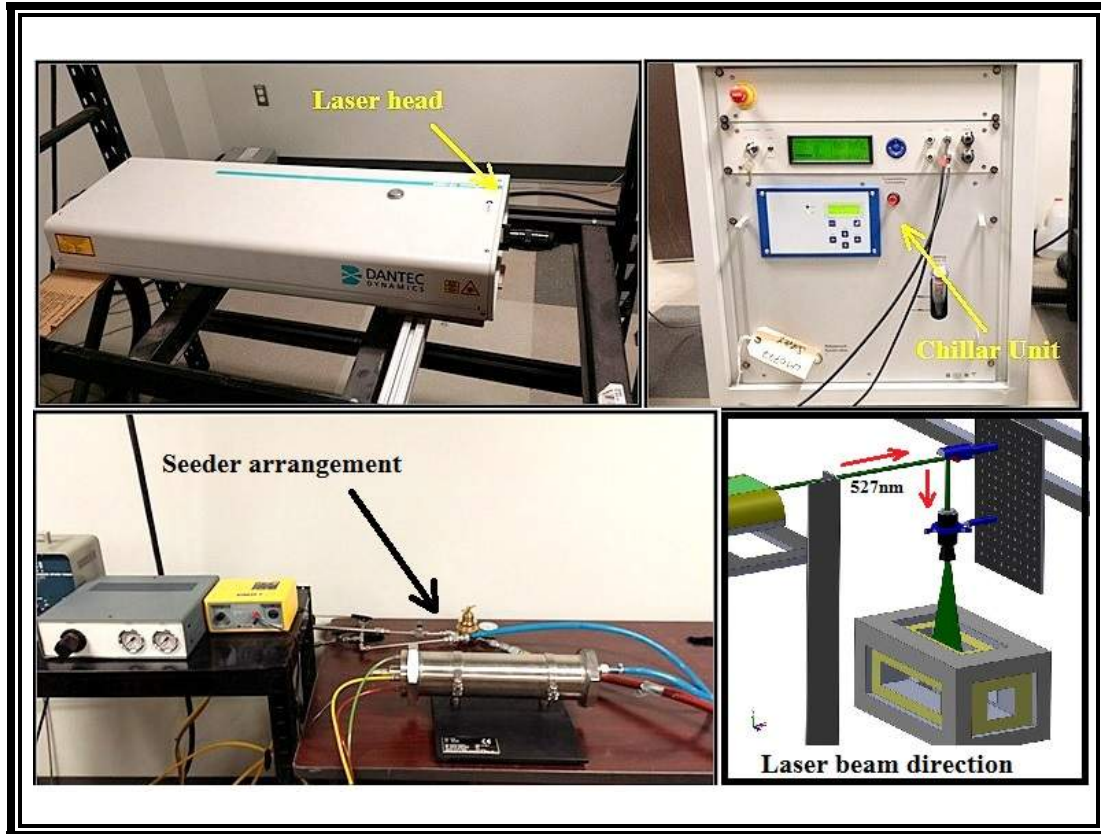 Laser head
DANTEC
DYNAMICS
Chillar Unit
Seeder arrangement
527nm
Laser beam direction